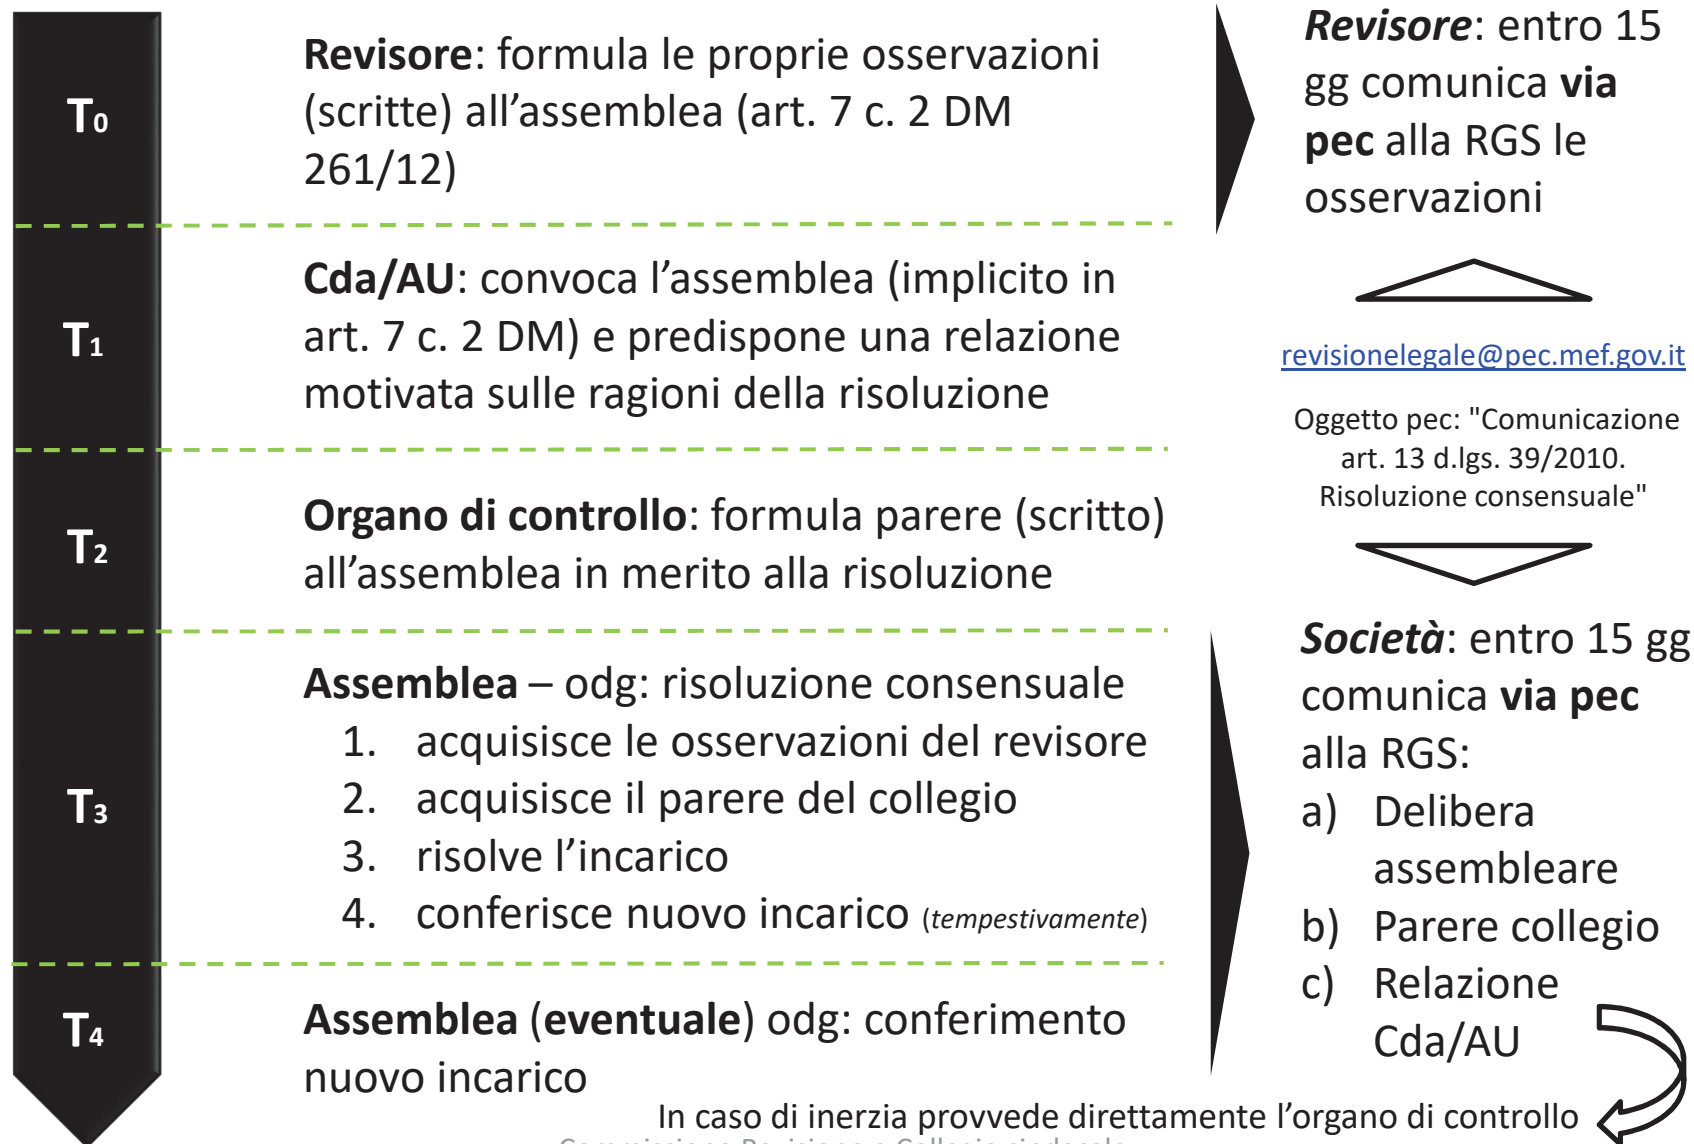 T0
Revisore: formula le proprie osservazioni
(scritte) all’assemblea (art. 7 c. 2 DM
261/12)
Revisore: entro 15
gg comunica via
pec alla RGS le
osservazioni
T1
Cda/AU: convoca l’assemblea (implicito in
art. 7 c. 2 DM) e predispone una relazione
motivata sulle ragioni della risoluzione
revisionelegale@pec.mef.gov.it
Oggetto pec: "Comunicazione
art. 13 d.lgs. 39/2010.
Risoluzione consensuale"
T2
Organo di controllo: formula parere (scritto)
all’assemblea in merito alla risoluzione
T3
Assemblea – odg: risoluzione consensuale
1. acquisisce le osservazioni del revisore
2. acquisisce il parere del collegio
3. risolve l’incarico
4. conferisce nuovo incarico (tempestivamente)
Società: entro 15 gg
comunica via pec
alla RGS:
a) Delibera
assembleare
b) Parere collegio
c) Relazione
Cda/AU
T4
Assemblea (eventuale) odg: conferimento
nuovo incarico
In caso di inerzia provvede direttamente l’organo di controllo
Commissione Revisione e Collegio sindacale